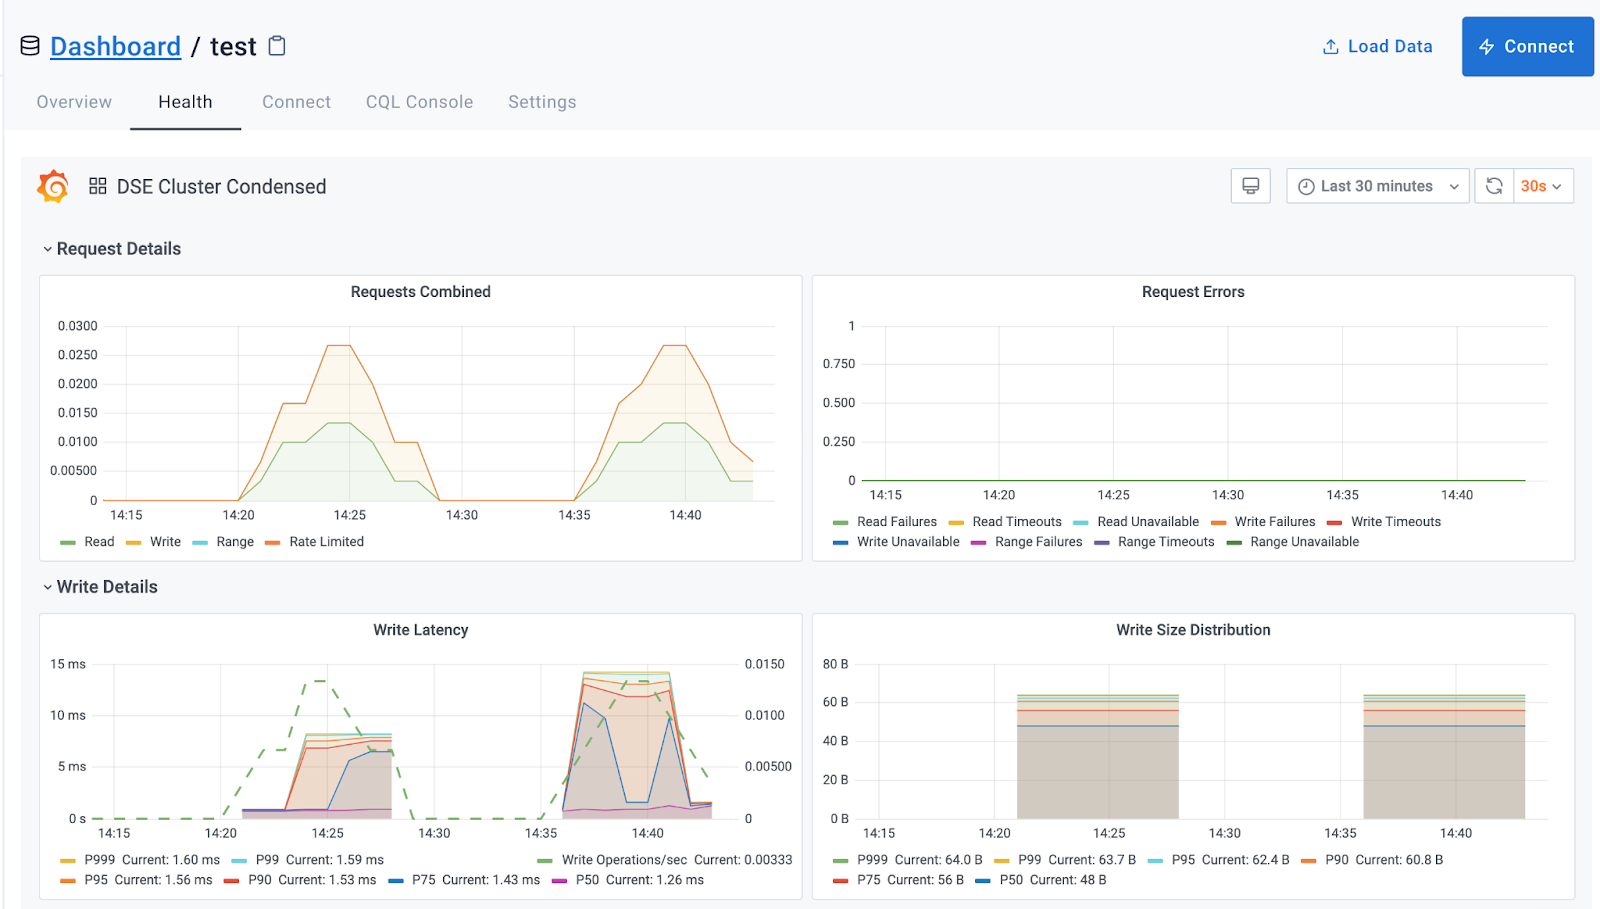 Dashboard / test
Load Data
Connect
Overview Health Connect CQL Console Settings
DSE Cluster Condensed
Last 30 minutes
30s
Request Details
Requests Combined
0.0300
0.0250
0.0200
0.0150
0.0100
0.00500
0
14:15 14:20 14:25 14:30 14:35 14:40
Read Write Range Rate Limited
Request Errors
1
0.750
0.500
0.250
0
14:15 14:20 14:25 14:30 14:35 14:40
Read Failures Read Timeouts Read Unavailable Write Failures Write Timeouts
Write Unavailable Range Failures Range Timeouts Range Unavailable
Write Details
Write Latency
15 ms
10 ms
5 ms
0 s
0.0150
0.0100
0.00500
0
14:15 14:20 14:25 14:30 14:35 14:40
P999 Current: 1.60 ms P99 Current: 1.59 ms Write Operations/sec Current: 0.00333
P95 Current: 1.56 ms P90 Current: 1.53 ms P75 Current: 1.43 ms P50 Current: 1.26 ms
Write Size Distribution
80 B
60 B
40 B
20 B
0 B
14:15 14:20 14:25 14:30 14:35 14:40
P999 Current: 64.0 B P99 Current: 63.7 B P95 Current: 62.4 B P90 Current: 60.8 B
P75 Current: 56 B P50 Current: 48 B